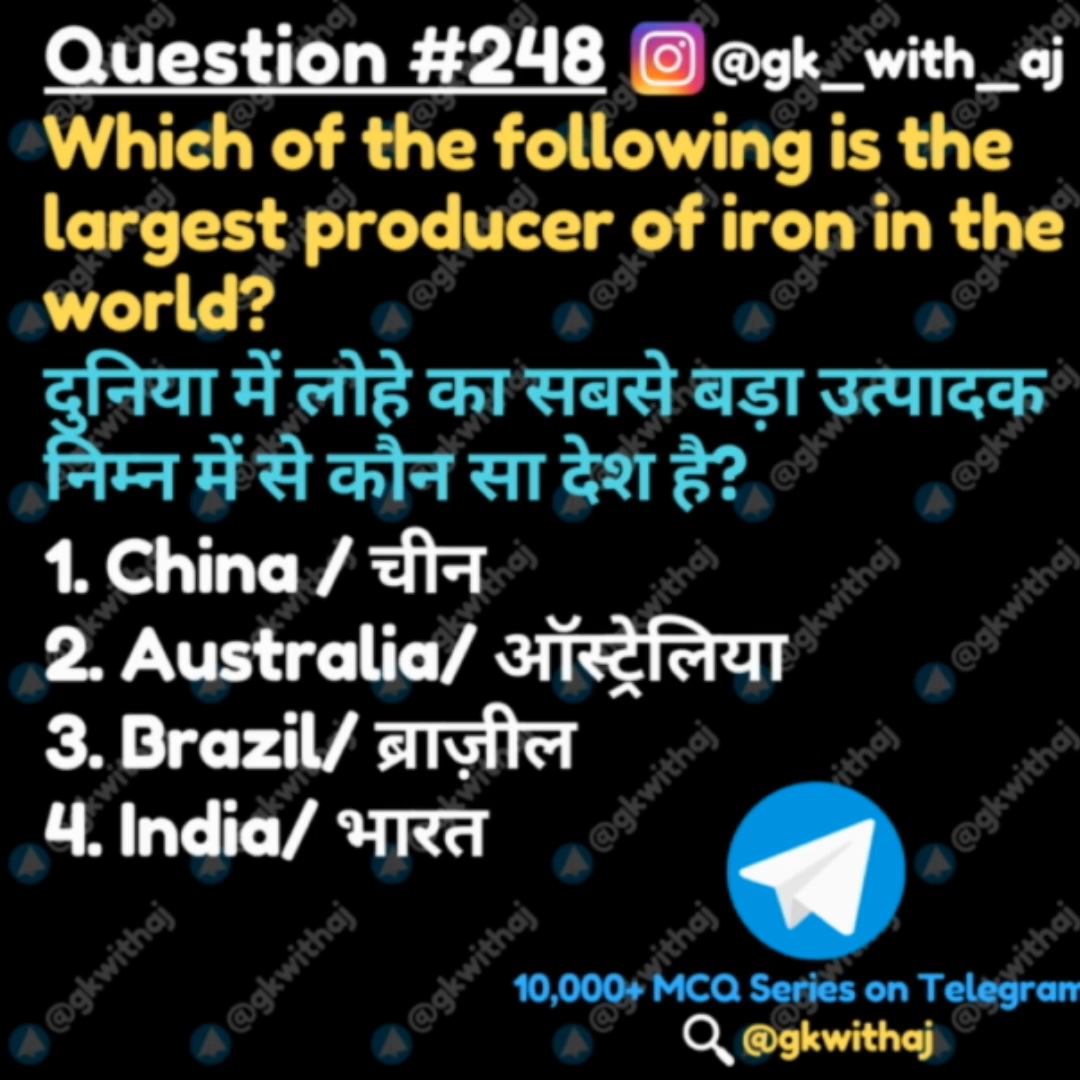 Question #248 @gk_with_aj
Which of the following is the
largest producer of iron in the
world?
दुनिया में लोहे का सबसे बड़ा उत्पादक
निम्न में से कौन सा देश है?
1. China / चीन
2. Australia/ ऑस्ट्रेलिया
3. Brazil/ ब्राज़ील
4. India/ भारत
10,000+ MCQ Series on Telegram
@gkwithaj